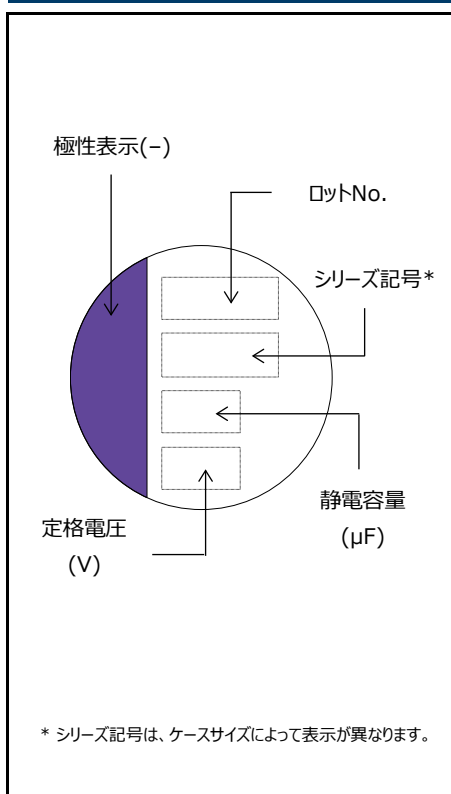 極性表示(−)
ロットNo.
シリーズ記号*
静電容量
(μF)
定格電圧
(V)
* シリーズ記号は、ケースサイズによって表示が異なります。